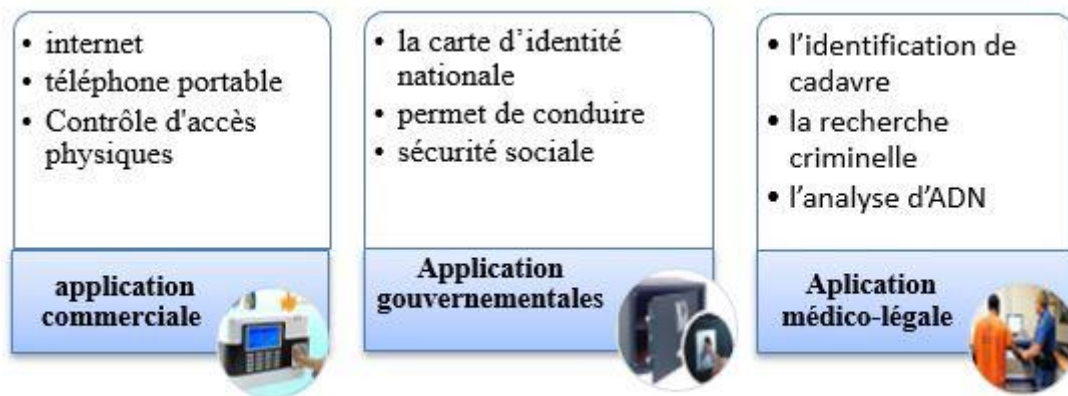 • internet
• téléphone portable
• Contrôle d'accès
physiques
application
commerciale
• la carte d’identité
nationale
• permet de conduire
• sécurité sociale
Application
gouvernementales
• l’identification de
cadavre
• la recherche
criminelle
• l’analyse d’ADN
Aplication
médico-légale